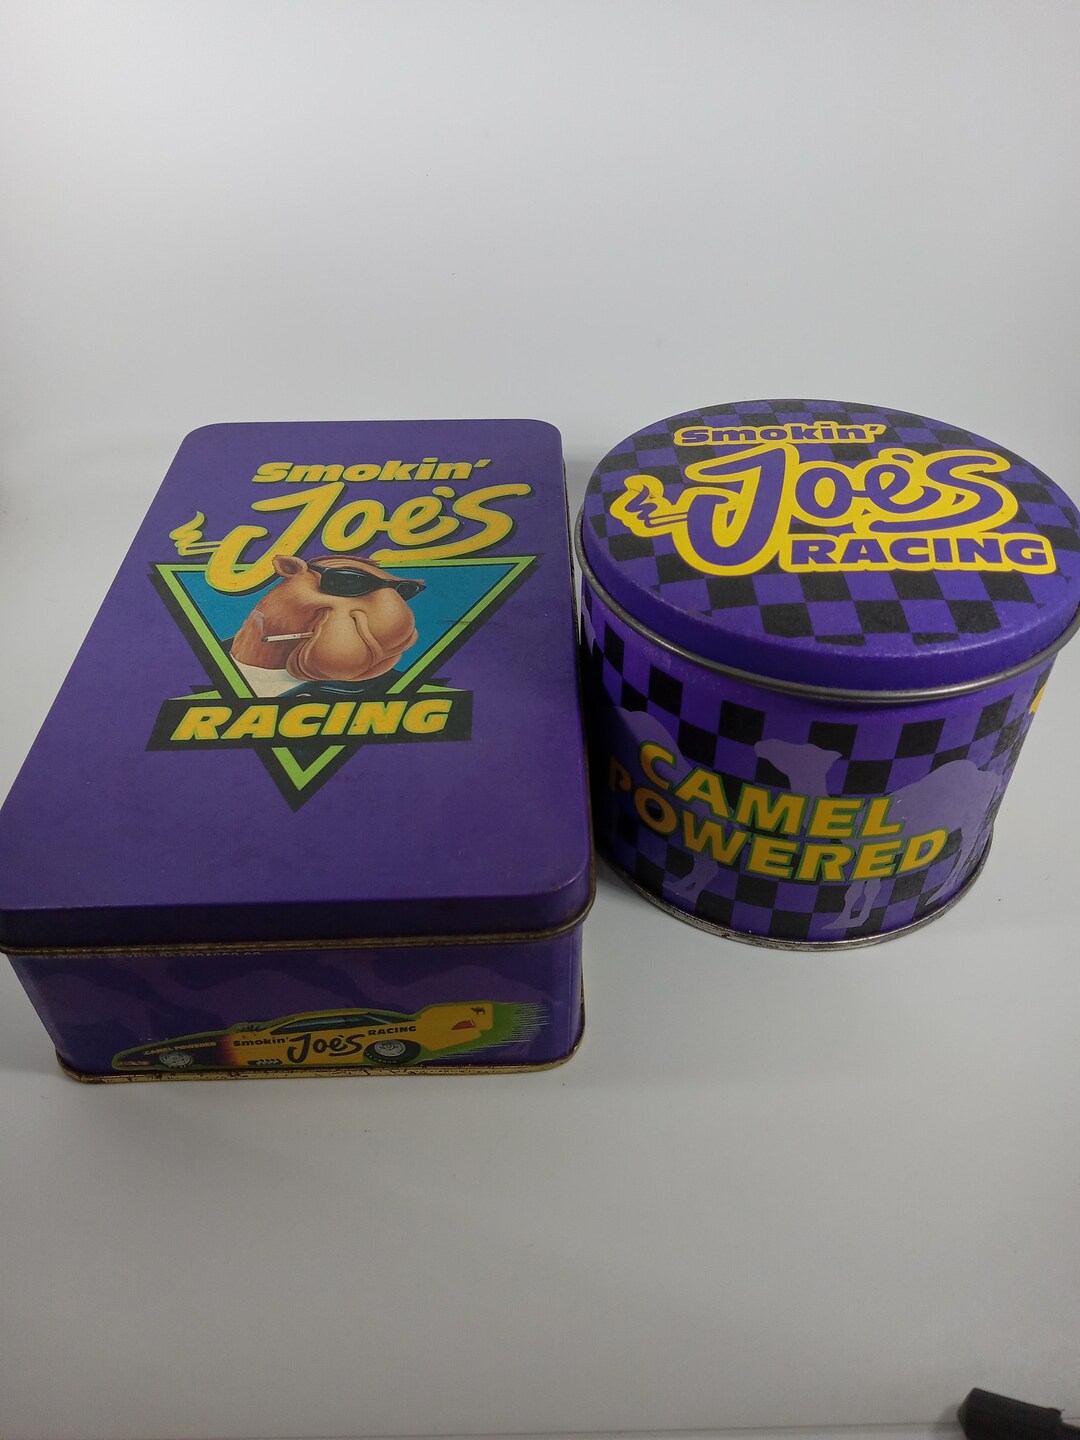 Smokin'
Joe's
RACING
CAMEL POWERED
Smokin'
Joe's
RACING
Smokin'
Joe's
RACING
CAMEL
POWERED